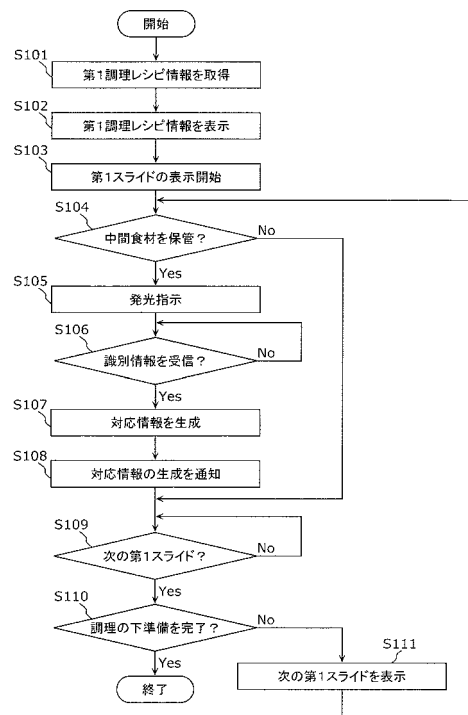 開始
S101
第1調理レシピ情報を取得
S102
第1調理レシピ情報を表示
S103
第1スライドの表示開始
S104
中間食材を保管?
No
Yes
S105
発光指示
S106
識別情報を受信?
No
Yes
S107
対応情報を生成
S108
対応情報の生成を通知
S109
次の第1スライド?
No
Yes
S110
調理の下準備を完了?
No
Yes
S111
次の第1スライドを表示
終了